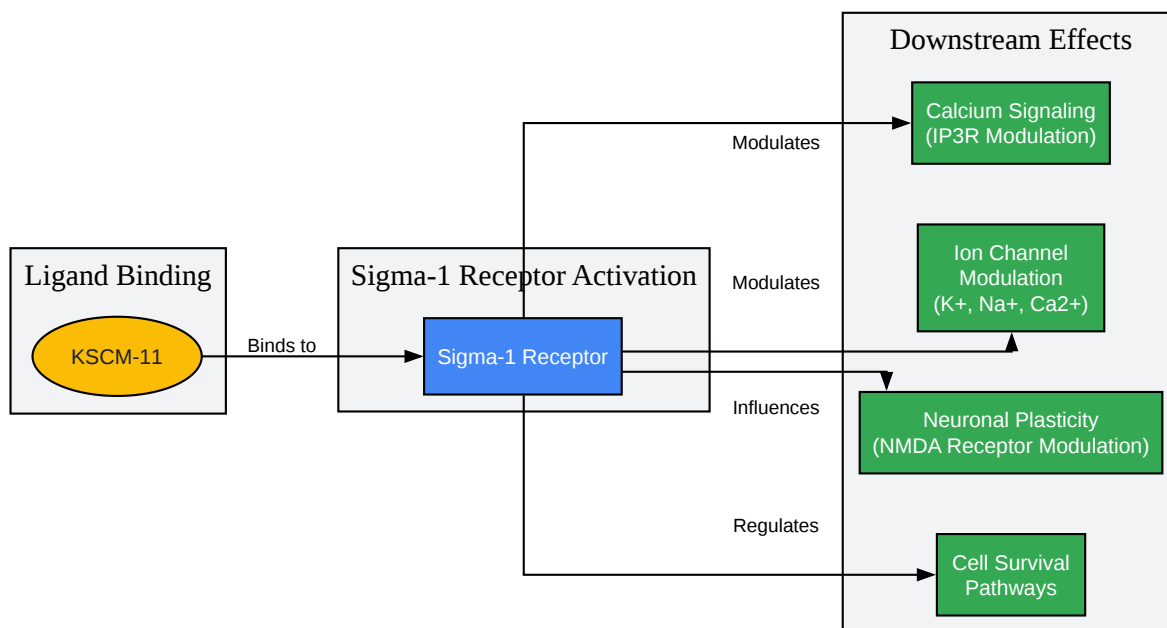 Ligand Binding
KSCM-11
Binds to
Sigma-1 Receptor Activation
Sigma-1 Receptor
Modulates
Modulates
Influences
Regulates
Downstream Effects
Calcium Signaling
(IP3R Modulation)
Ion Channel
Modulation
(K+, Na+, Ca2+)
Neuronal Plasticity
(NMDA Receptor Modulation)
Cell Survival
Pathways